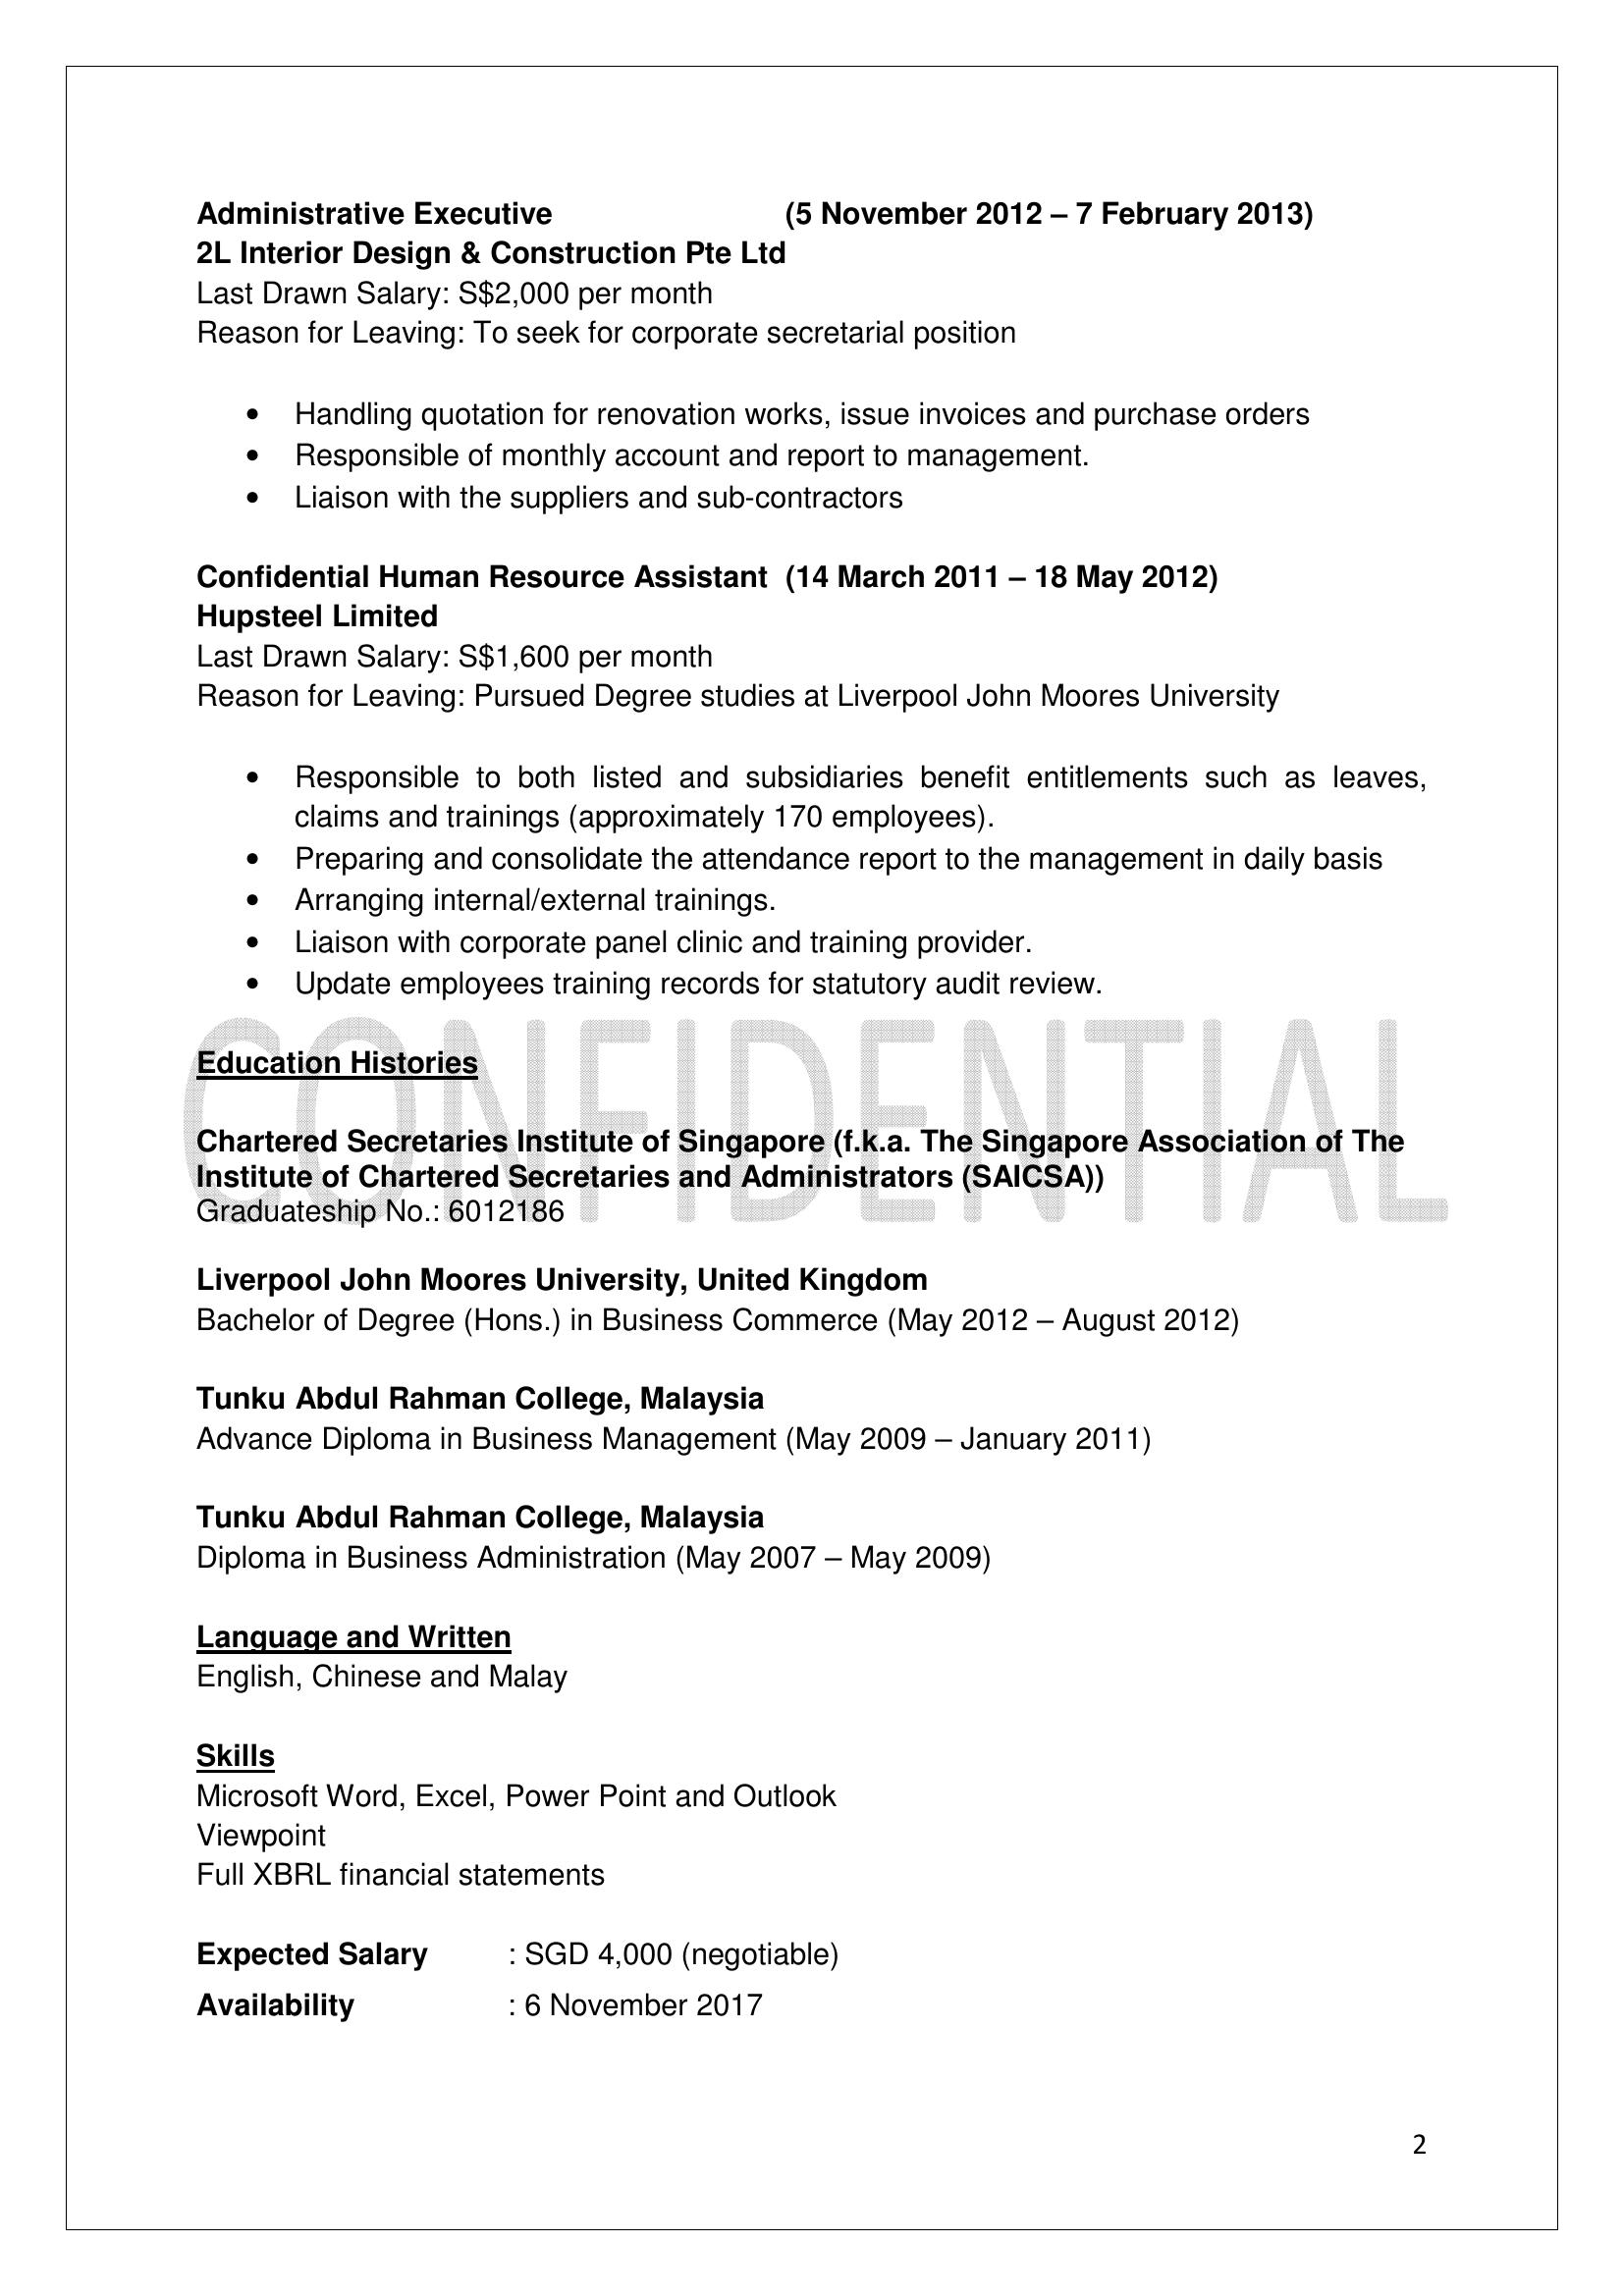 Administrative Executive (5 November 2012 – 7 February 2013)
2L Interior Design & Construction Pte Ltd
Last Drawn Salary: S$2,000 per month
Reason for Leaving: To seek for corporate secretarial position
• Handling quotation for renovation works, issue invoices and purchase orders
• Responsible of monthly account and report to management.
• Liaison with the suppliers and sub-contractors
Confidential Human Resource Assistant (14 March 2011 – 18 May 2012)
Hupsteel Limited
Last Drawn Salary: S$1,600 per month
Reason for Leaving: Pursued Degree studies at Liverpool John Moores University
• Responsible to both listed and subsidiaries benefit entitlements such as leaves,
claims and trainings (approximately 170 employees).
• Preparing and consolidate the attendance report to the management in daily basis
• Arranging internal/external trainings.
• Liaison with corporate panel clinic and training provider.
• Update employees training records for statutory audit review.
CONFIDENTIAL
Education Histories
Chartered Secretaries Institute of Singapore (f.k.a. The Singapore Association of The
Institute of Chartered Secretaries and Administrators (SAICSA))
Graduateship No.: 6012186
Liverpool John Moores University, United Kingdom
Bachelor of Degree (Hons.) in Business Commerce (May 2012 – August 2012)
Tunku Abdul Rahman College, Malaysia
Advance Diploma in Business Management (May 2009 – January 2011)
Tunku Abdul Rahman College, Malaysia
Diploma in Business Administration (May 2007 – May 2009)
Language and Written
English, Chinese and Malay
Skills
Microsoft Word, Excel, Power Point and Outlook
Viewpoint
Full XBRL financial statements
Expected Salary : SGD 4,000 (negotiable)
Availability : 6 November 2017
2